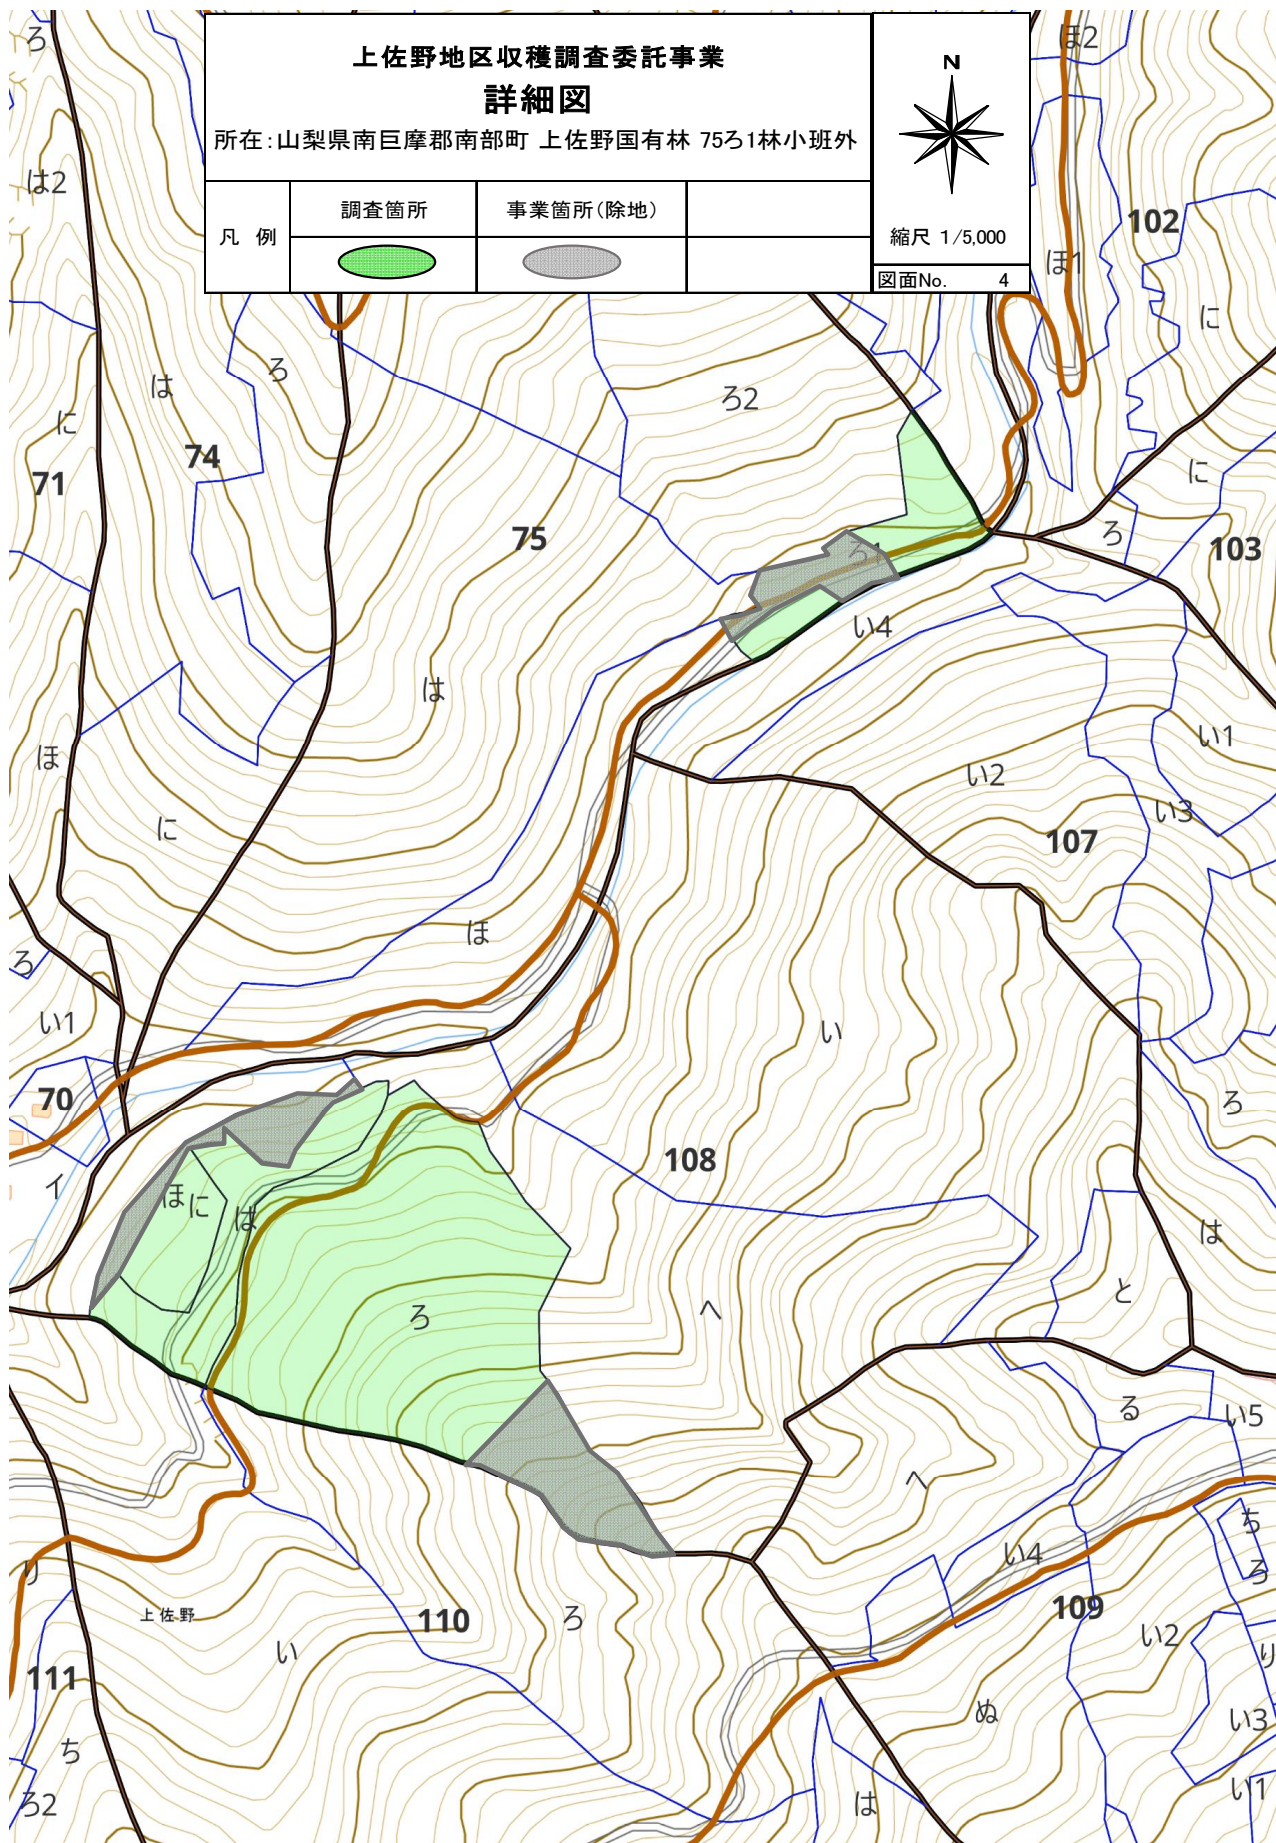 上佐野地区収穫調査委託事業
詳細図
所在:山梨県南巨摩郡南部町 上佐野国有林 75ろ1林小班外
凡 例
調査箇所
事業箇所(除地)
N
縮尺 1/5,000
図面No. 4
ろ
ほ2
は2
102
ほ1
に
は
ろ
ろ2
に
74
71
に
75
ろ
103
ろ1
い4
は
ほ
い1
い2
に
い3
107
ほ
ろ
い1
い
70
ろ
108
イ
ほ
に
は
は
と
ろ
へ
る
い5
へ
ち
い4
ろ
り
109
上佐野
110
ろ
い2
い
り
111
ぬ
い3
ち
い1
ろ2
は